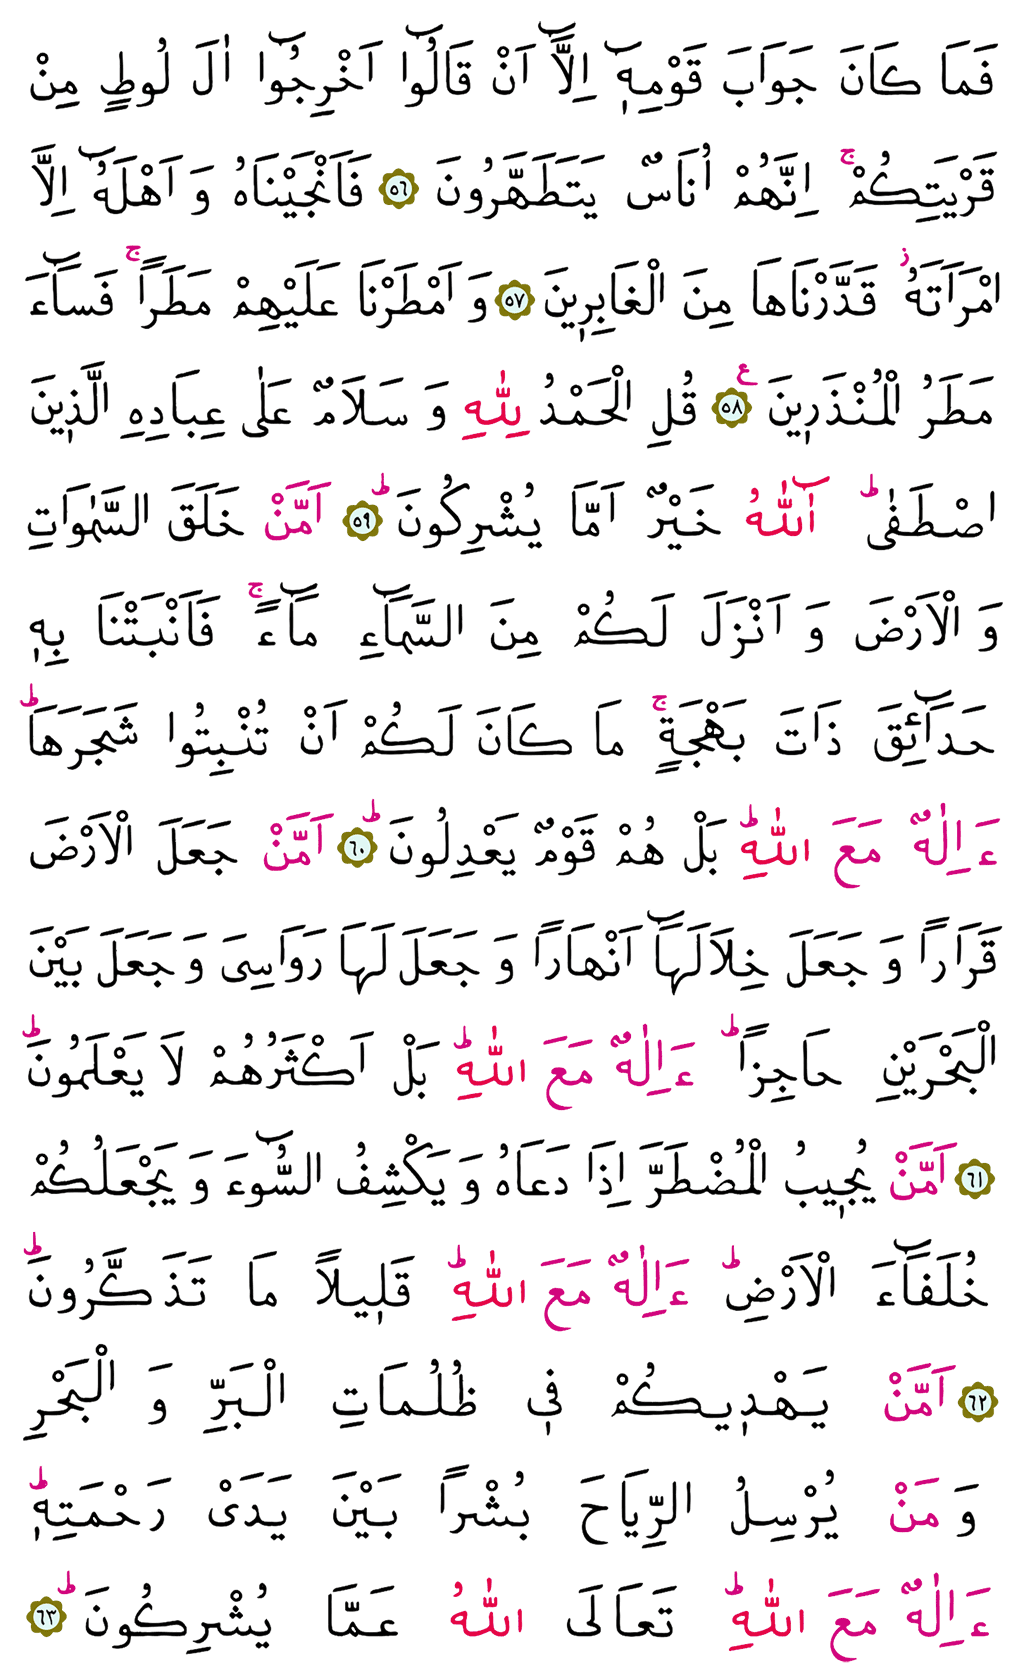 فَمَا كَانَ جَوَابَ قَوْمِهٖٓ اِلَّٓا اَنْ قَالُٓوا اَخْرِجُٓوا اٰلَ لُوطٍ مِنْ
قَرْيَتِكُمْۚ اِنَّهُمْ اُنَاسٌ يَتَطَهَّرُونَ ﴿٥٦﴾ فَاَنْجَيْنَاهُ وَ اَهْلَهُٓ اِلَّا
امْرَاَتَهُۘ قَدَّرْنَاهَا مِنَ الْغَابِرٖينَ ﴿٥٧﴾ وَ اَمْطَرْنَا عَلَيْهِمْ مَطَرًاۚ فَسَٓاءَ
مَطَرُ الْمُنْذَرٖينَ ﴿٥٨﴾ ع قُلِ الْحَمْدُ لِلّٰهِ وَ سَلَامٌ عَلٰى عِبَادِهِ الَّذٖينَ
اصْطَفٰىؕ آٰللّٰهُ خَيْرٌ اَمَّا يُشْرِكُونَؕ ﴿٥٩﴾ اَمَّنْ خَلَقَ السَّمٰوَاتِ
وَ الْاَرْضَ وَ اَنْزَلَ لَكُمْ مِنَ السَّمَٓاءِ مَٓاءًۚ فَاَنْبَتْنَا بِهٖ
حَدَٓائِقَ ذَاتَ بَهْجَةٍۚ مَا كَانَ لَكُمْ اَنْ تُنْبِتُوا شَجَرَهَاؕ
ءَاِلٰهٌ مَعَ اللّٰهِؕ بَلْ هُمْ قَوْمٌ يَعْدِلُونَؕ ﴿٦٠﴾ اَمَّنْ جَعَلَ الْاَرْضَ
قَرَارًا وَ جَعَلَ خِلَالَهَٓا اَنْهَارًا وَ جَعَلَ لَهَا رَوَاسِىَ وَ جَعَلَ بَيْنَ
الْبَحْرَيْنِ حَاجِزًاؕ ءَاِلٰهٌ مَعَ اللّٰهِؕ بَلْ اَكْثَرُهُمْ لَا يَعْلَمُونَؕ
﴿٦١﴾ اَمَّنْ يُجٖيبُ الْمُضْطَرَّ اِذَا دَعَاهُ وَ يَكْشِفُ السُّٓوءَ وَ يَجْعَلُكُمْ
خُلَفَٓاءَ الْاَرْضِؕ ءَاِلٰهٌ مَعَ اللّٰهِؕ قَلٖيلًا مَا تَذَكَّرُونَؕ
﴿٦٢﴾ اَمَّنْ يَهْدٖيكُمْ فٖى ظُلُمَاتِ الْبَرِّ وَ الْبَحْرِ
وَ مَنْ يُرْسِلُ الرِّيَاحَ بُشْرًا بَيْنَ يَدَىْ رَحْمَتِهٖؕ
ءَاِلٰهٌ مَعَ اللّٰهِؕ تَعَالَى اللّٰهُ عَمَّا يُشْرِكُونَؕ ﴿٦٣﴾